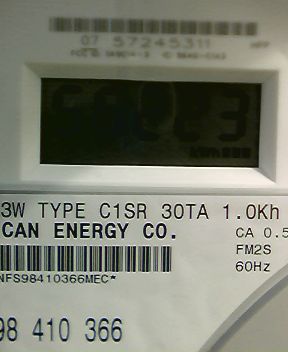 07 57245311
3W TYPE C1SR 30TA 1.0Kh
CAN ENERGY CO.
CA 0.5
FM2S
60Hz
NFS98410366MEC*
98 410 366